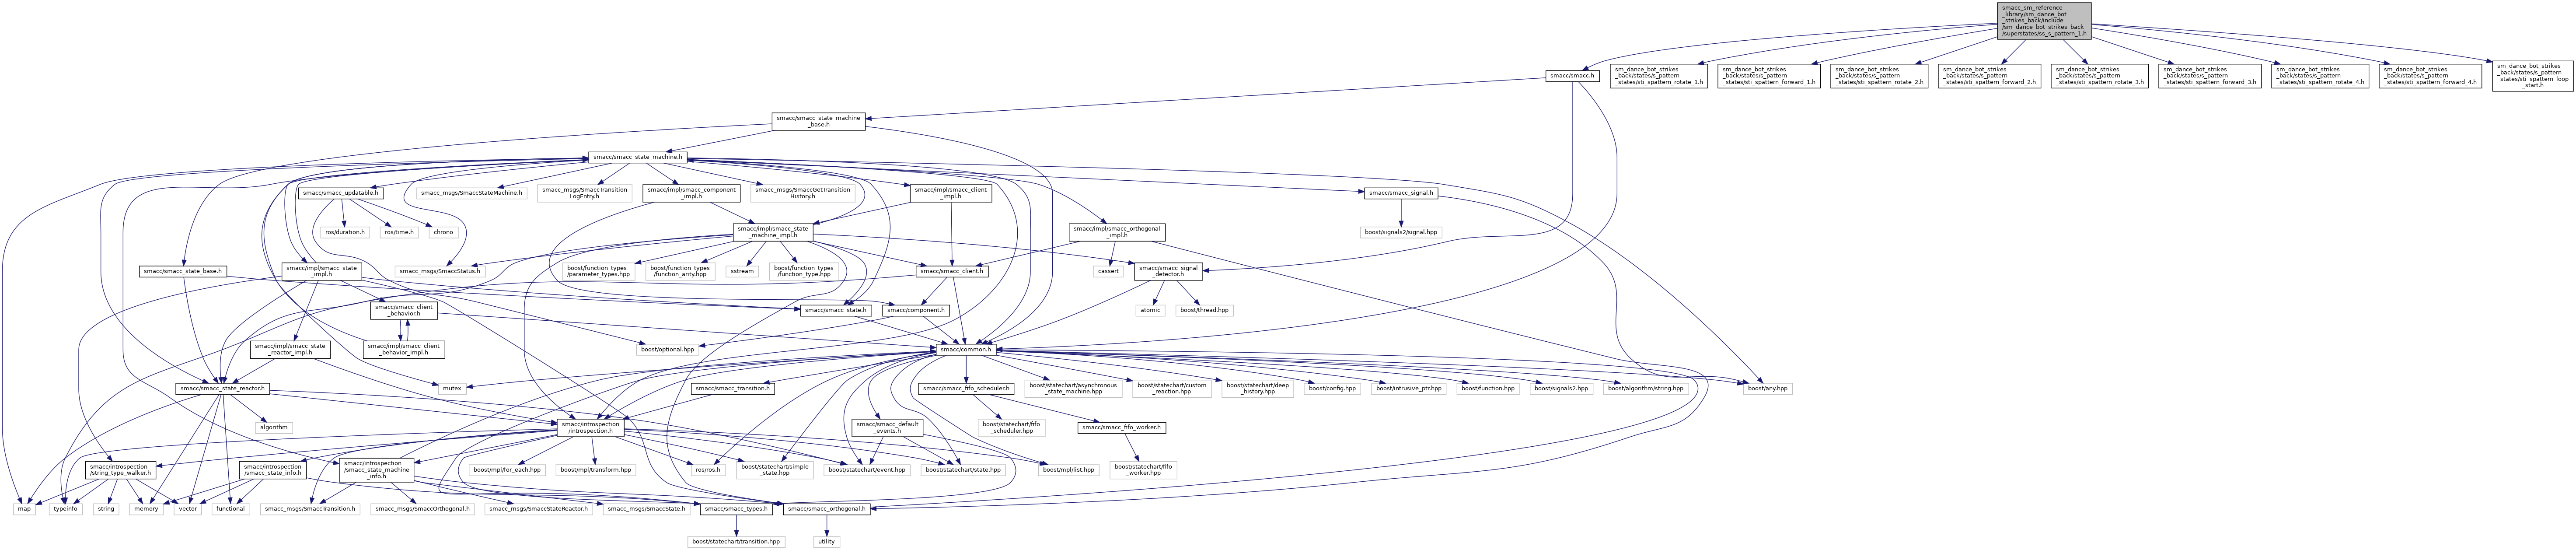 smacc_sm_reference
_library/sm_dance_bot
_strikes_back/include
/sm_dance_bot_strikes_back
/superstates/ss_s_pattern_1.h
smacc/smacc.h
sm_dance_bot_strikes
_back/states/s_pattern
_states/sti_spattern_rotate_1.h
sm_dance_bot_strikes
_back/states/s_pattern
_states/sti_spattern_forward_1.h
sm_dance_bot_strikes
_back/states/s_pattern
_states/sti_spattern_rotate_2.h
sm_dance_bot_strikes
_back/states/s_pattern
_states/sti_spattern_forward_2.h
sm_dance_bot_strikes
_back/states/s_pattern
_states/sti_spattern_rotate_3.h
sm_dance_bot_strikes
_back/states/s_pattern
_states/sti_spattern_forward_3.h
sm_dance_bot_strikes
_back/states/s_pattern
_states/sti_spattern_rotate_4.h
sm_dance_bot_strikes
_back/states/s_pattern
_states/sti_spattern_forward_4.h
sm_dance_bot_strikes
_back/states/s_pattern
_states/sti_spattern_loop
_start.h
smacc/smacc_state_machine
_base.h
smacc/smacc_state_machine.h
smacc/smacc_updatable.h
smacc_msgs/SmaccStateMachine.h
smacc_msgs/SmaccTransition
LogEntry.h
smacc/impl/smacc_component
_impl.h
smacc_msgs/SmaccGetTransition
History.h
smacc/impl/smacc_client
_impl.h
smacc/smacc_signal.h
ros/duration.h
ros/time.h
chrono
smacc/impl/smacc_state
_machine_impl.h
smacc/impl/smacc_orthogonal
_impl.h
boost/signals2/signal.hpp
smacc/smacc_state_base.h
smacc/impl/smacc_state
_impl.h
smacc_msgs/SmaccStatus.h
boost/function_types
/parameter_types.hpp
boost/function_types
/function_arity.hpp
sstream
boost/function_types
/function_type.hpp
smacc/smacc_client.h
cassert
smacc/smacc_signal
_detector.h
smacc/smacc_client
_behavior.h
smacc/smacc_state.h
smacc/component.h
atomic
boost/thread.hpp
smacc/impl/smacc_state
_reactor_impl.h
smacc/impl/smacc_client
_behavior_impl.h
boost/optional.hpp
smacc/common.h
smacc/smacc_state_reactor.h
mutex
smacc/smacc_transition.h
smacc/smacc_fifo_scheduler.h
boost/statechart/asynchronous
_state_machine.hpp
boost/statechart/custom
_reaction.hpp
boost/statechart/deep
_history.hpp
boost/config.hpp
boost/intrusive_ptr.hpp
boost/function.hpp
boost/signals2.hpp
boost/algorithm/string.hpp
boost/any.hpp
algorithm
smacc/introspection
/introspection.h
smacc/smacc_default
_events.h
boost/statechart/fifo
_scheduler.hpp
smacc/smacc_fifo_worker.h
smacc/introspection
/string_type_walker.h
smacc/introspection
/smacc_state_info.h
smacc/introspection
/smacc_state_machine
_info.h
boost/mpl/for_each.hpp
boost/mpl/transform.hpp
ros/ros.h
boost/statechart/simple
_state.hpp
boost/statechart/event.hpp
boost/statechart/state.hpp
boost/mpl/list.hpp
boost/statechart/fifo
_worker.hpp
map
typeinfo
string
memory
vector
functional
smacc_msgs/SmaccTransition.h
smacc_msgs/SmaccOrthogonal.h
smacc_msgs/SmaccStateReactor.h
smacc_msgs/SmaccState.h
smacc/smacc_types.h
smacc/smacc_orthogonal.h
boost/statechart/transition.hpp
utility